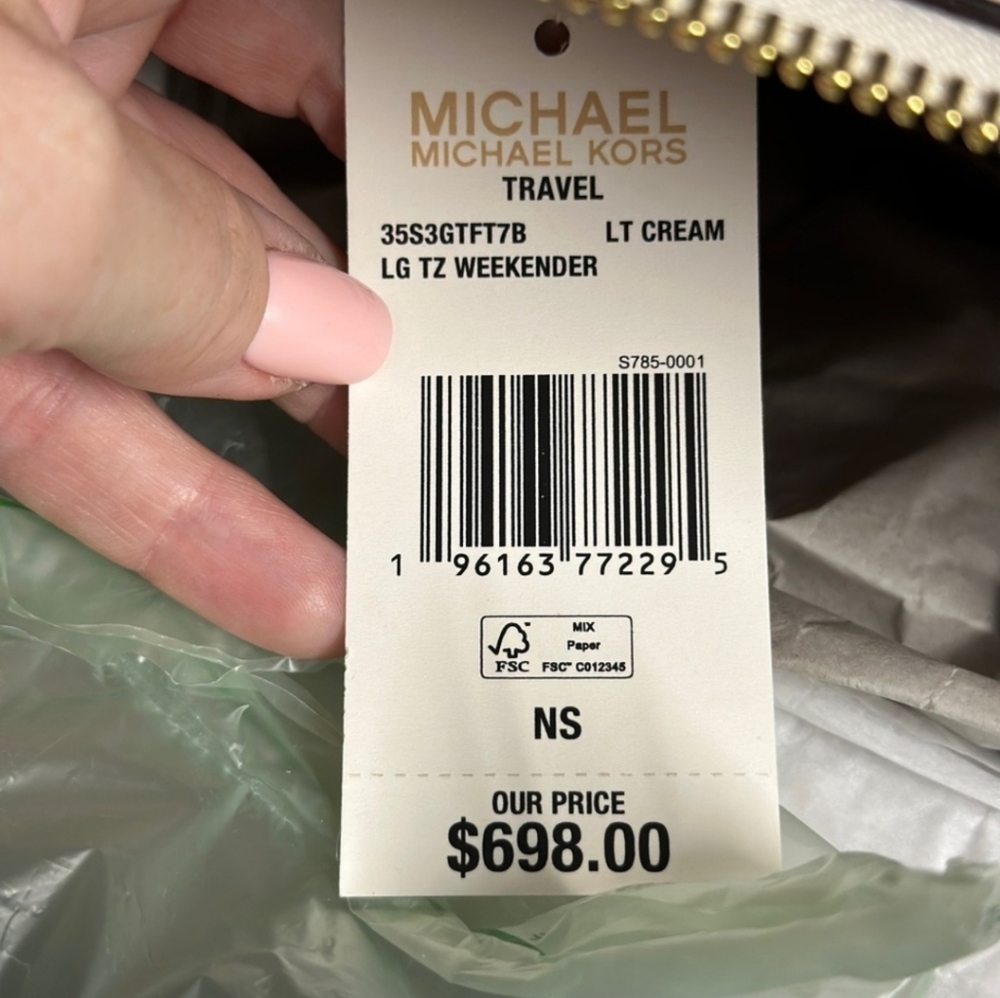 MICHAEL
MICHAEL KORS
TRAVEL
35S3GTFT7B LT CREAM
LG TZ WEEKENDER
S785-0001
1 96163 77229 5
MIX
Paper
FSC FSC™ C012345
NS
OUR PRICE
$698.00